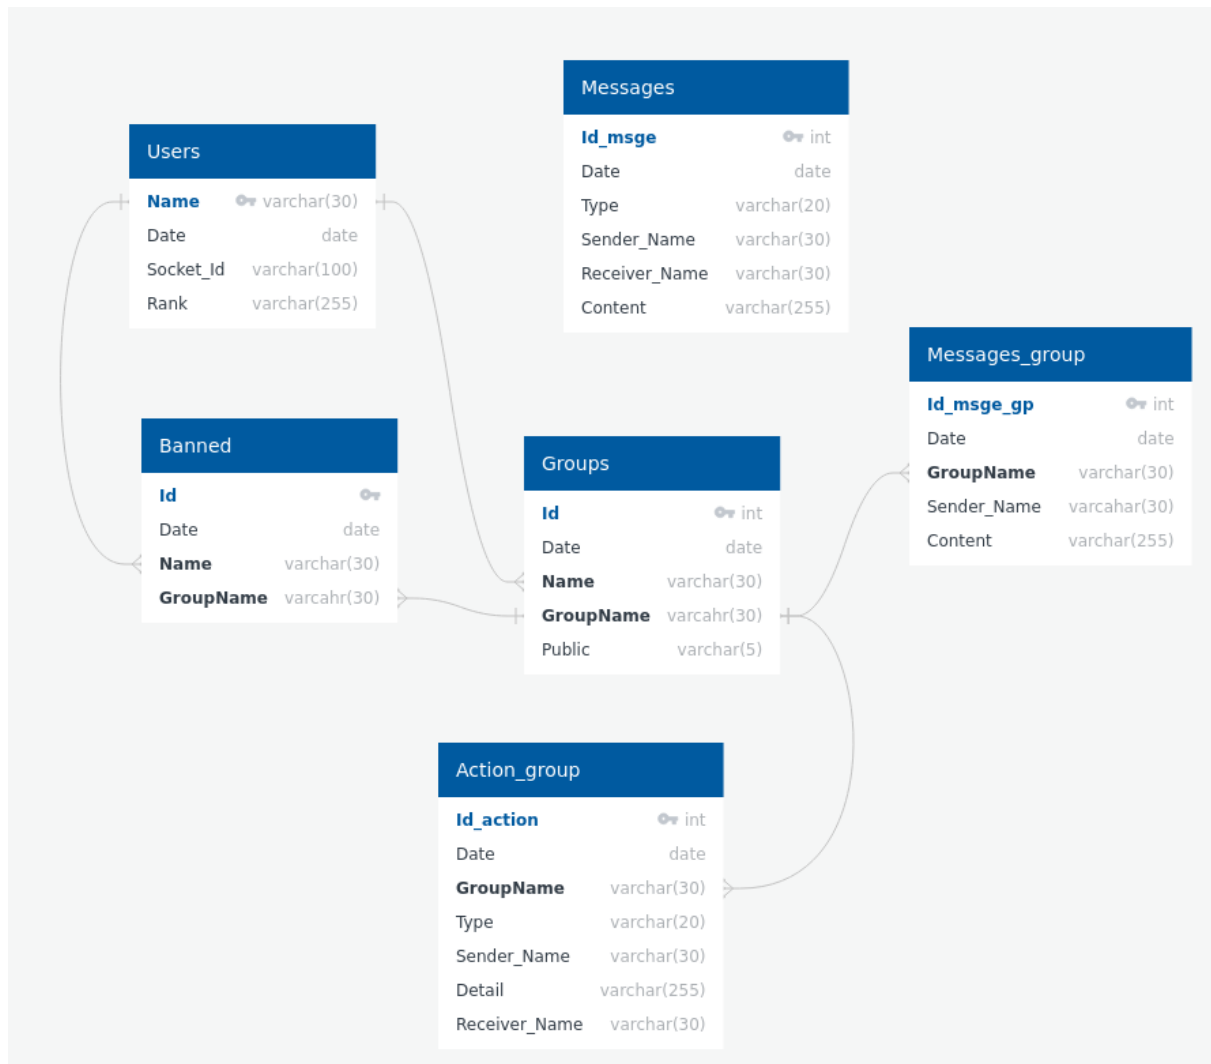 Messages
Id_msge int
Date date
Type varchar(20)
Sender_Name varchar(30)
Receiver_Name varchar(30)
Content varchar(255)
Users
Name varchar(30)
Date date
Socket_Id varchar(100)
Rank varchar(255)
Messages_group
Id_msge_gp int
Date date
GroupName varchar(30)
Sender_Name varcahar(30)
Content varchar(255)
Banned
Id
Date date
Name varchar(30)
GroupName varcahr(30)
Groups
Id int
Date date
Name varchar(30)
GroupName varcahr(30)
Public varchar(5)
Action_group
Id_action int
Date date
GroupName varchar(30)
Type varchar(20)
Sender_Name varchar(30)
Detail varchar(255)
Receiver_Name varchar(30)